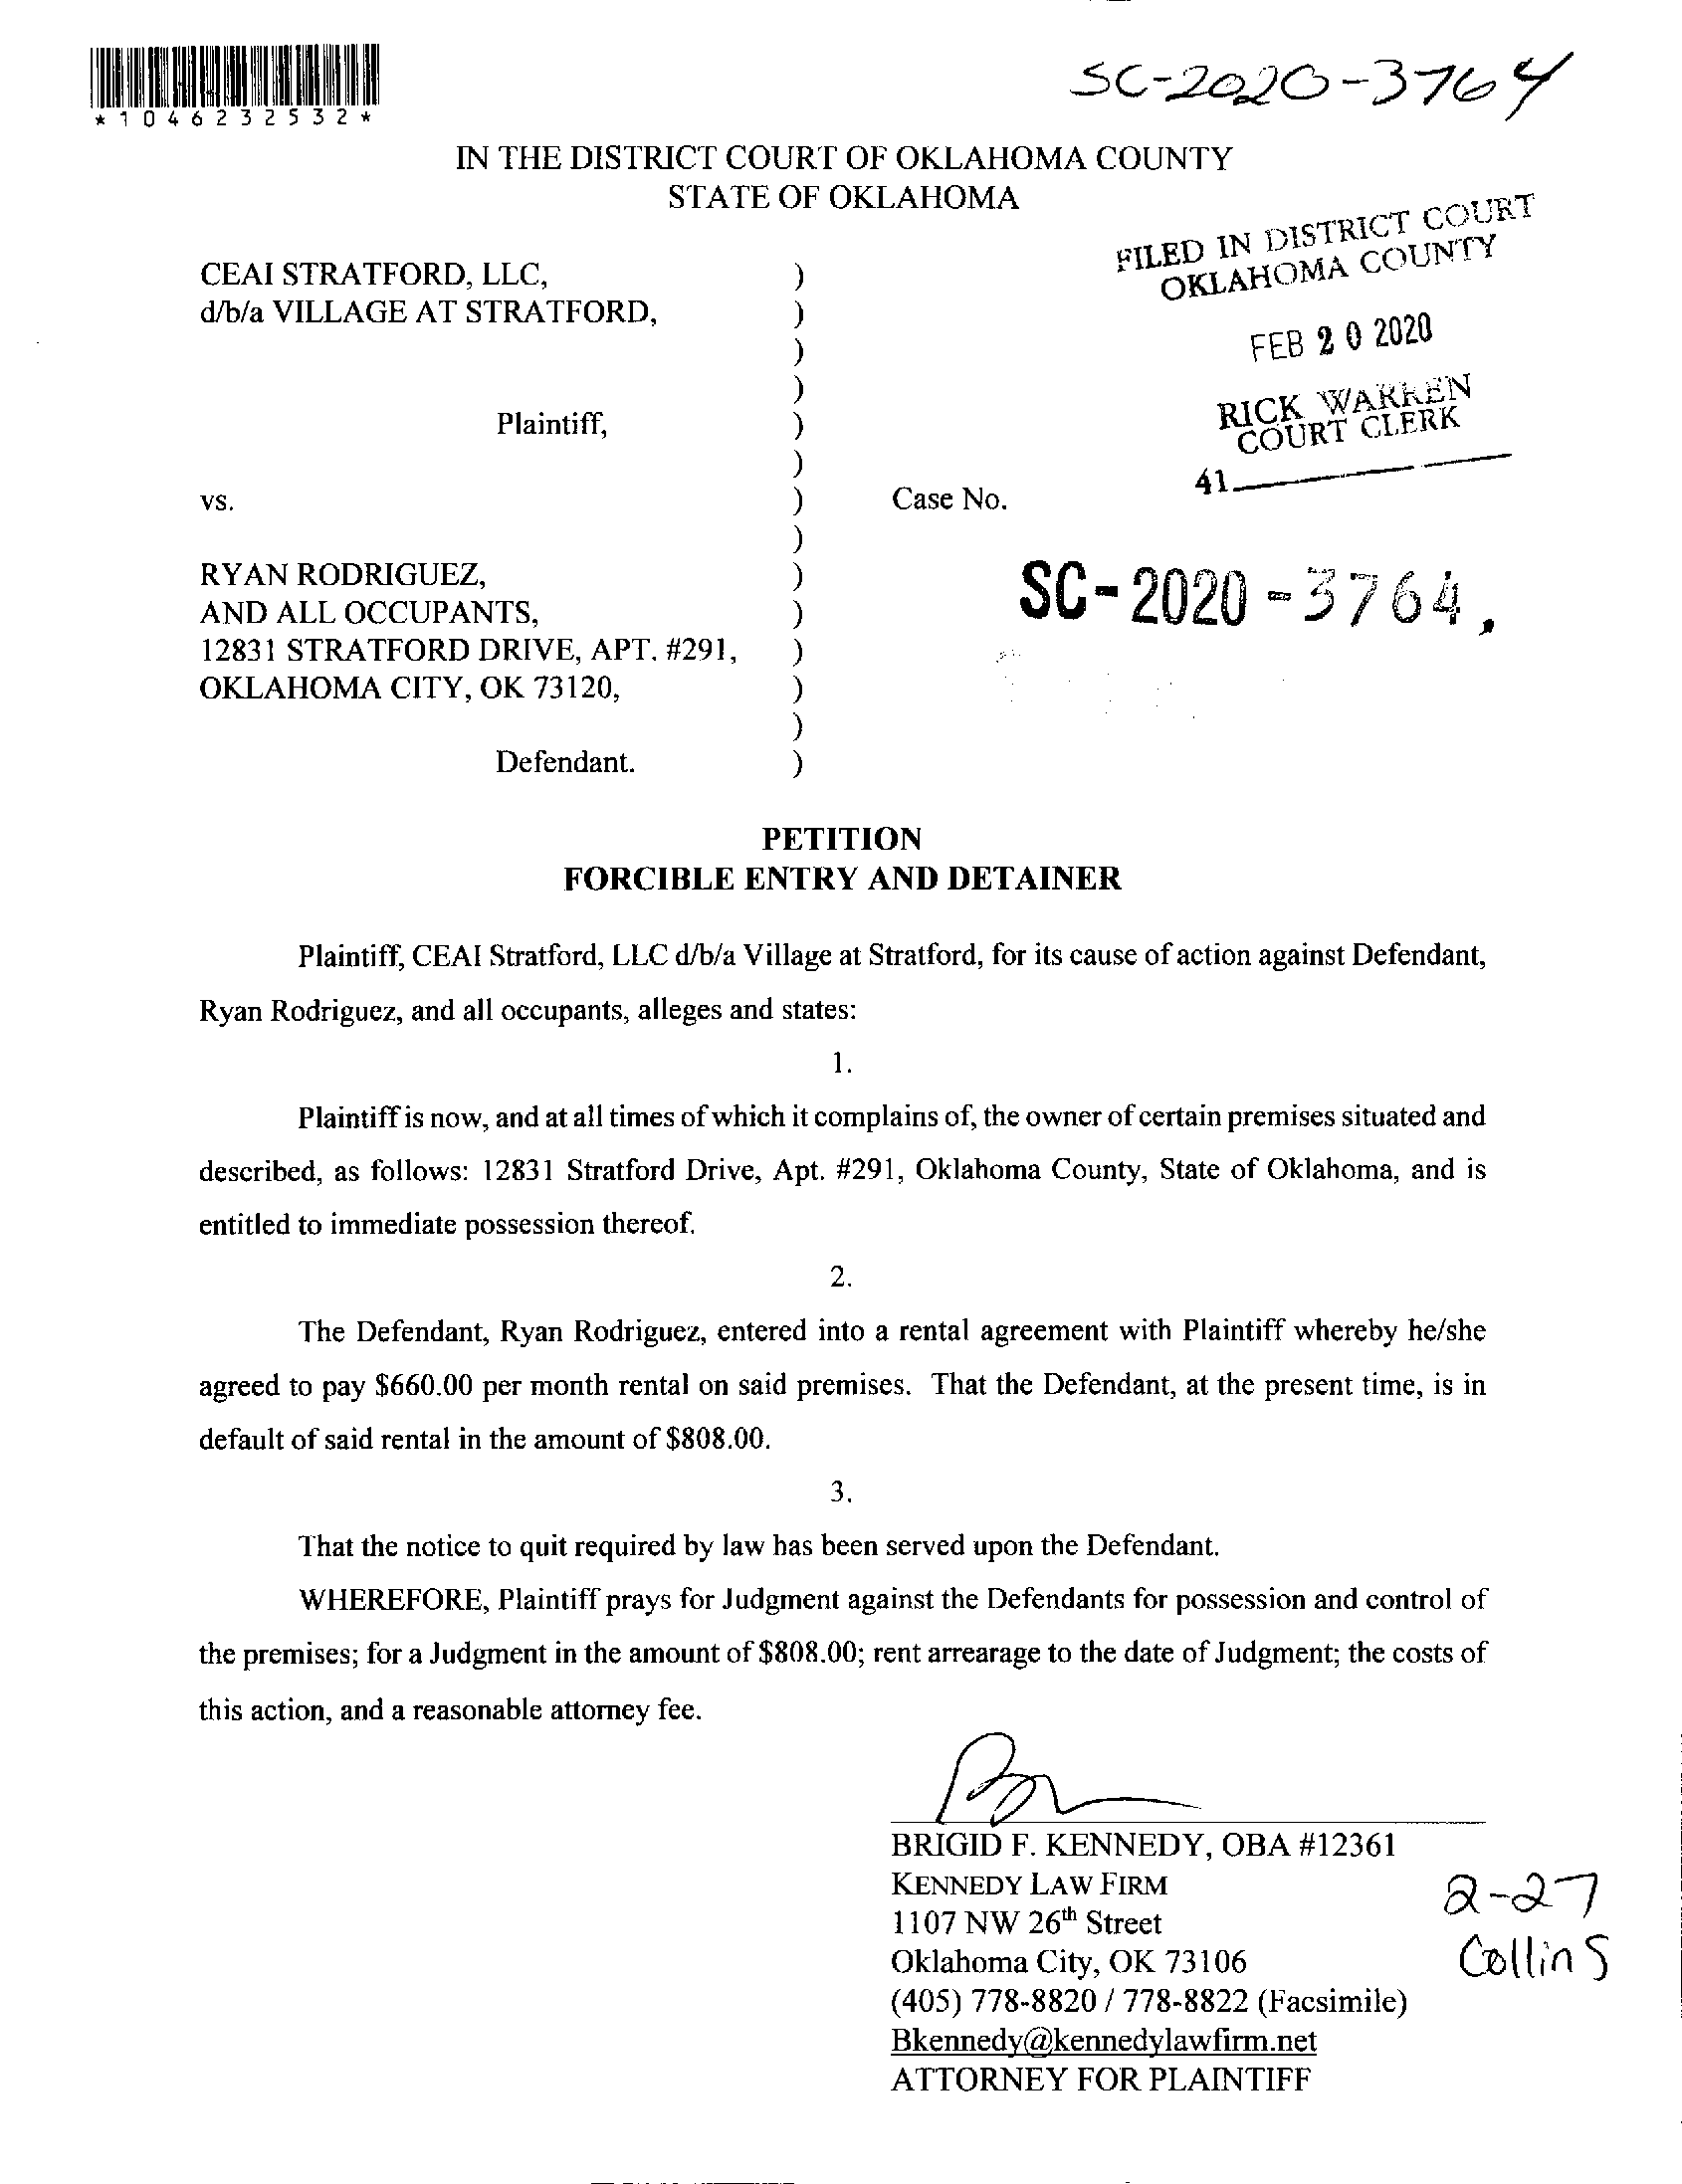 SC-2020-3764
*1046232532*
IN THE DISTRICT COURT OF OKLAHOMA COUNTY
STATE OF OKLAHOMA
FILED IN DISTRICT COURT
OKLAHOMA COUNTY
FEB 20 2020
RICK WARREN
COURT CLERK
41
CEAI STRATFORD, LLC, )
d/b/a VILLAGE AT STRATFORD, )
)
)
Plaintiff, )
)
vs. ) Case No.
)
RYAN RODRIGUEZ, ) SC-2020-3764,
AND ALL OCCUPANTS, )
12831 STRATFORD DRIVE, APT. #291, )
OKLAHOMA CITY, OK 73120, )
)
Defendant. )
PETITION
FORCIBLE ENTRY AND DETAINER
Plaintiff, CEAI Stratford, LLC d/b/a Village at Stratford, for its cause of action against Defendant,
Ryan Rodriguez, and all occupants, alleges and states:
1.
Plaintiff is now, and at all times of which it complains of, the owner of certain premises situated and
described, as follows: 12831 Stratford Drive, Apt. #291, Oklahoma County, State of Oklahoma, and is
entitled to immediate possession thereof.
2.
The Defendant, Ryan Rodriguez, entered into a rental agreement with Plaintiff whereby he/she
agreed to pay $660.00 per month rental on said premises. That the Defendant, at the present time, is in
default of said rental in the amount of $808.00.
3.
That the notice to quit required by law has been served upon the Defendant.
WHEREFORE, Plaintiff prays for Judgment against the Defendants for possession and control of
the premises; for a Judgment in the amount of $808.00; rent arrearage to the date of Judgment; the costs of
this action, and a reasonable attorney fee.
BRIGID F. KENNEDY, OBA #12361
KENNEDY LAW FIRM
1107 NW 26th Street
Oklahoma City, OK 73106
(405) 778-8820 / 778-8822 (Facsimile)
Bkennedy@kennedylawfirm.net
ATTORNEY FOR PLAINTIFF
2-27
Collins